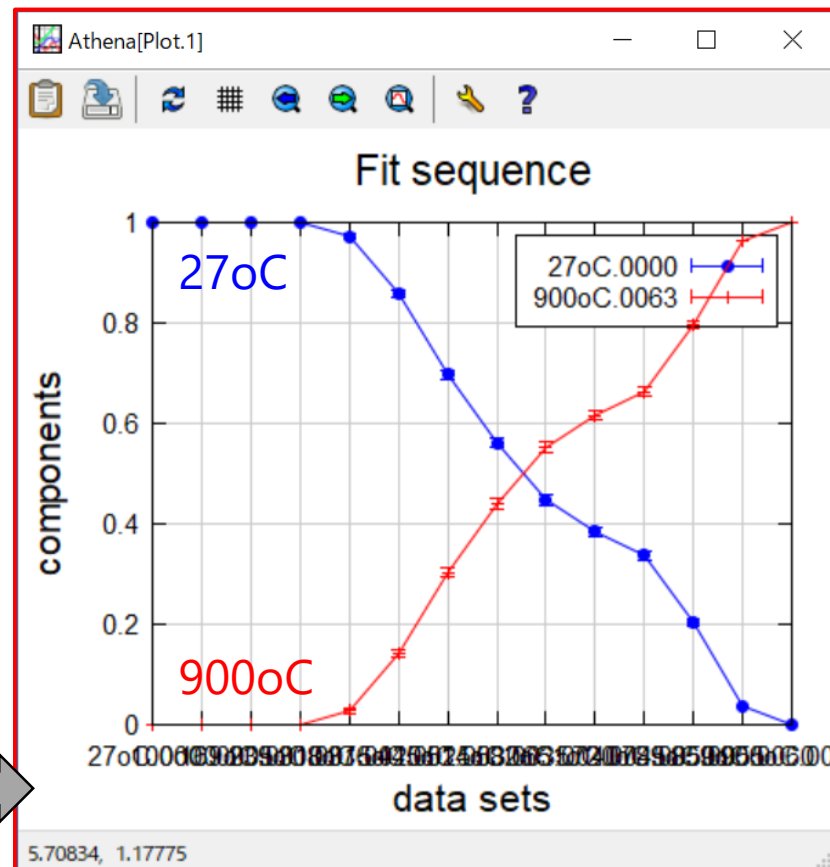 Athena[Plot.1]
Fit sequence
components
1
0.8
0.6
0.4
0.2
0
27oC
900oC
27oC.0000
900oC.0063
data sets
5.70834, 1.17775